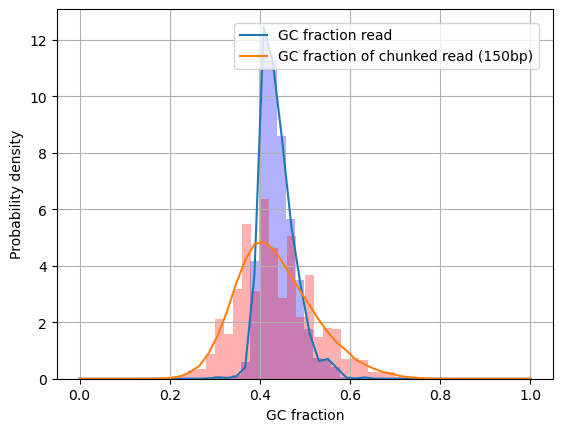 GC fraction read
GC fraction of chunked read (150bp)
Probability density
12
10
8
6
4
2
0
0.0 0.2 0.4 0.6 0.8 1.0
GC fraction